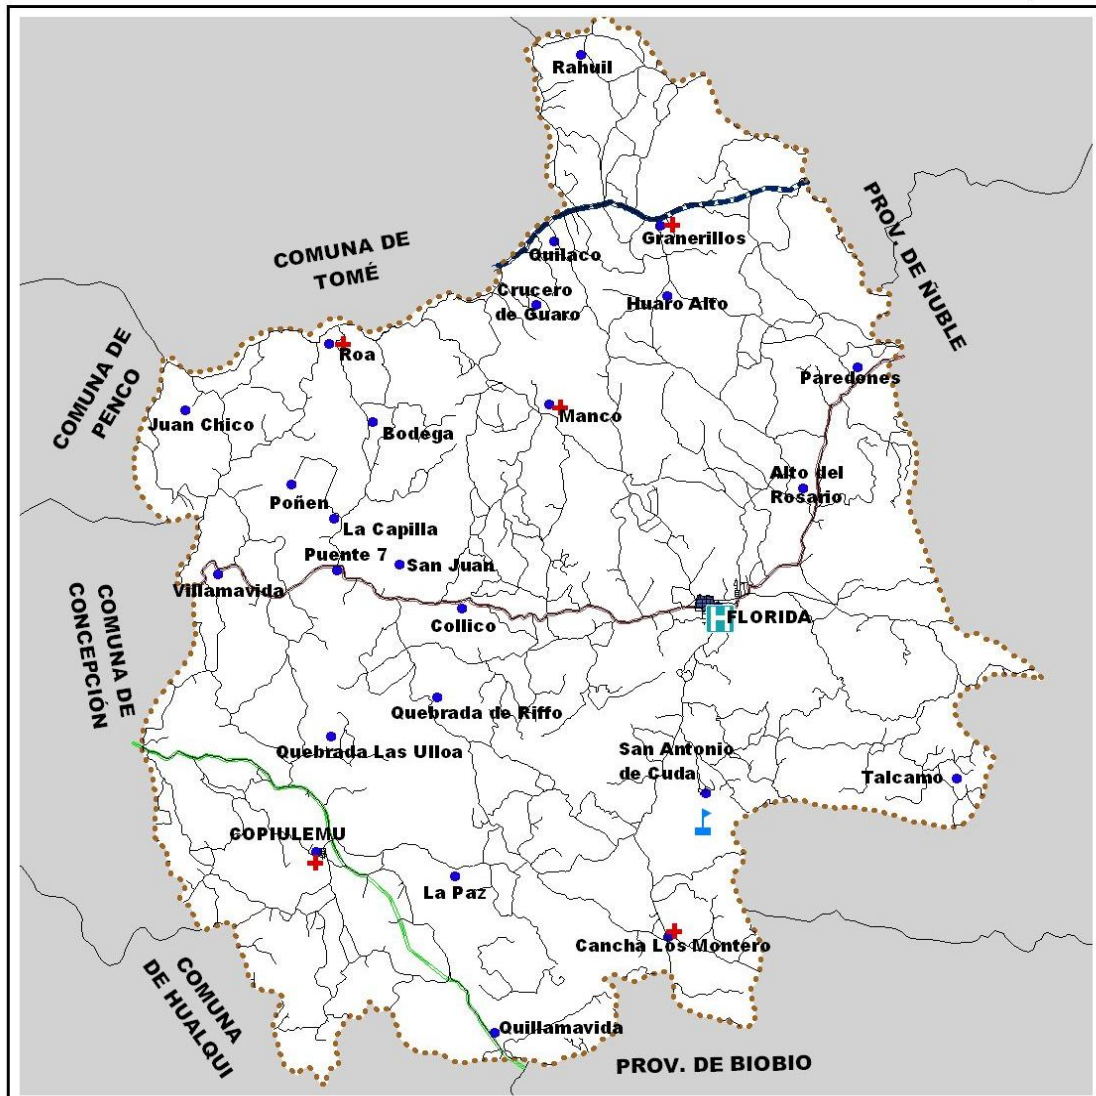 Rahuil
PROV. DE ÑUBLE
COMUNA DE
TOMÉ
Granerillos
Quilaco
Crucero
de Guaro
Huaro Alto
COMUNA DE
PENCO
Roa
Paredones
Juan Chico
Manco
Bodega
Alto del
Rosario
Poñen
La Capilla
Puente 7
San Juan
Villamavida
COMUNA DE
CONCEPCIÓN
Collico
H
FLORIDA
Quebrada de Riffo
Quebrada Las Ulloa
San Antonio
de Cuda
Talcamo
COPIULEMU
La Paz
Cancha Los Montero
COMUNA
DE HUALQUI
Quillamavida
PROV. DE BIOBIO